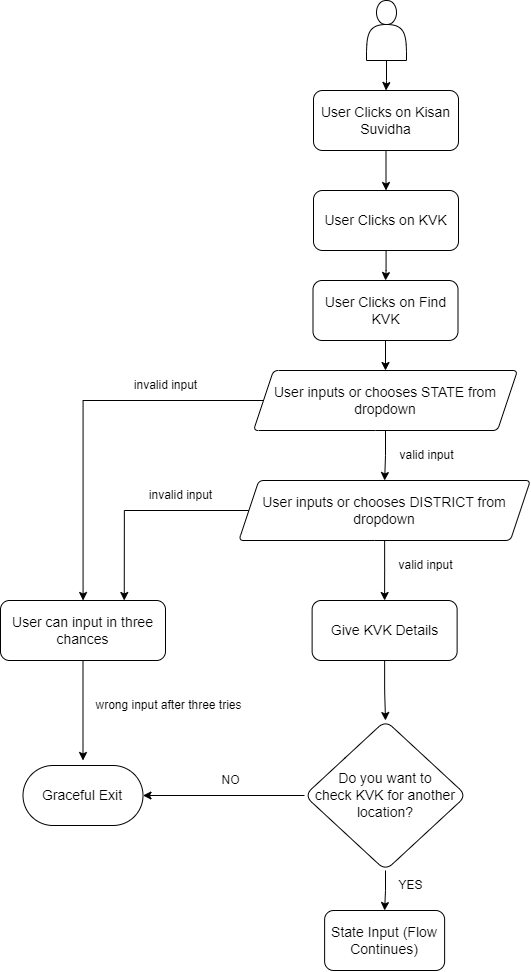 User Clicks on Kisan
Suvidha
User Clicks on KVK
User Clicks on Find
KVK
invalid input
User inputs or chooses STATE from
dropdown
valid input
invalid input
User inputs or chooses DISTRICT from
dropdown
valid input
User can input in three
chances
Give KVK Details
wrong input after three tries
Do you want to
check KVK for another
location?
NO
Graceful Exit
YES
State Input (Flow
Continues)